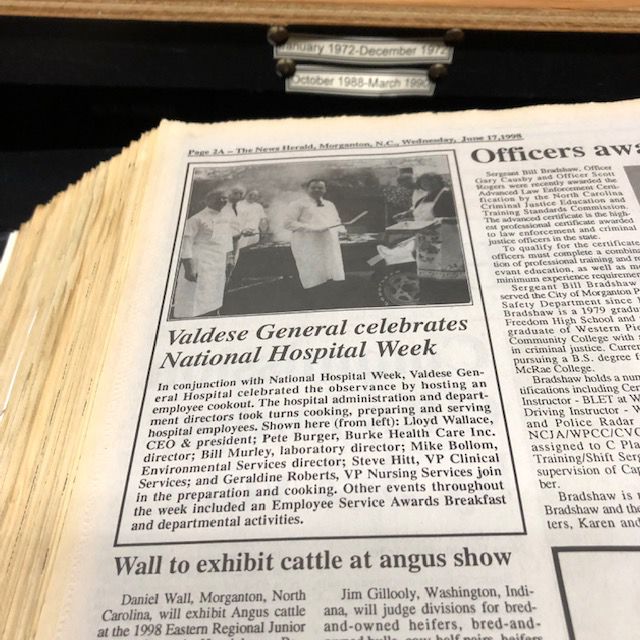 January 1972-December 1972
October 1988-March 1990
Page 2A – The News Herald, Morganton, N.C., Wednesday, June 17, 1998
Valdese General celebrates
National Hospital Week
In conjunction with National Hospital Week, Valdese Gen-
eral Hospital celebrated the observance by hosting an
employee cookout. The hospital administration and depart-
ment directors took turns cooking, preparing and serving
hospital employees. Shown here (from left): Lloyd Wallace,
CEO & president; Pete Burger, Burke Health Care Inc.
director; Bill Murley, laboratory director; Mike Bollom,
Environmental Services director; Steve Hitt, VP Clinical
Services; and Geraldine Roberts, VP Nursing Services join
in the preparation and cooking. Other events throughout
the week included an Employee Service Awards Breakfast
and departmental activities.
Wall to exhibit cattle at angus show
Daniel Wall, Morganton, North
Carolina, will exhibit Angus cattle
at the 1998 Eastern Regional Junior
Jim Gillooly, Washington, Indi-
ana, will judge divisions for bred-
and-owned heifers, bred-and-
owned bulls, cow-calf pairs, heifers
Officers awa
Sergeant Bill Bradshaw, Officer
Gary Causby and Officer Scott
Rogers were recently awarded the
Advanced Law Enforcement Certi-
fication by the North Carolina
Criminal Justice Education and
Training Standards Commission.
The advanced certificate is the high-
est professional certificate awarded
to law enforcement and criminal
justice officers in the state.
To qualify for the certificate
officers must complete a combina
tion of professional training and re
evant education, as well as m
minimum experience requiremen
Sergeant Bill Bradshaw
served the City of Morganton P
Safety Department since
Bradshaw is a 1979 gradu
Freedom High School and
graduate of Western Pi
Community College with
in criminal justice. Curre
pursuing a B.S. degree
McRae College.
Bradshaw holds a nu
tifications including Cer
Instructor - BLET at W
Driving Instructor -
and Police Radar
NCJA/WPCC/CVC
assigned to C Pla
Training/Shift Serg
supervision of Cap
ber.
Bradshaw is
Bradshaw and the
ters, Karen and